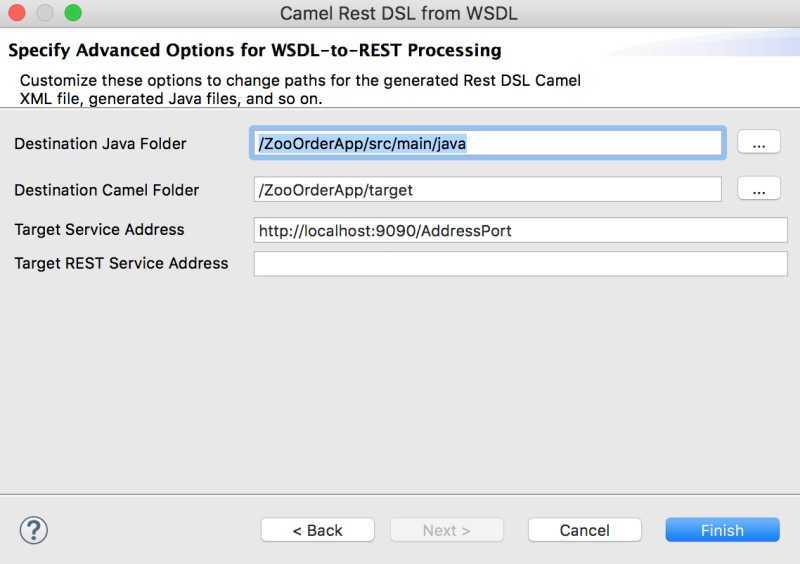 Camel Rest DSL from WSDL
Specify Advanced Options for WSDL-to-REST Processing
Customize these options to change paths for the generated Rest DSL Camel
XML file, generated Java files, and so on.
Destination Java Folder /ZooOrderApp/src/main/java ...
Destination Camel Folder /ZooOrderApp/target ...
Target Service Address http://localhost:9090/AddressPort
Target REST Service Address
? < Back Next > Cancel Finish